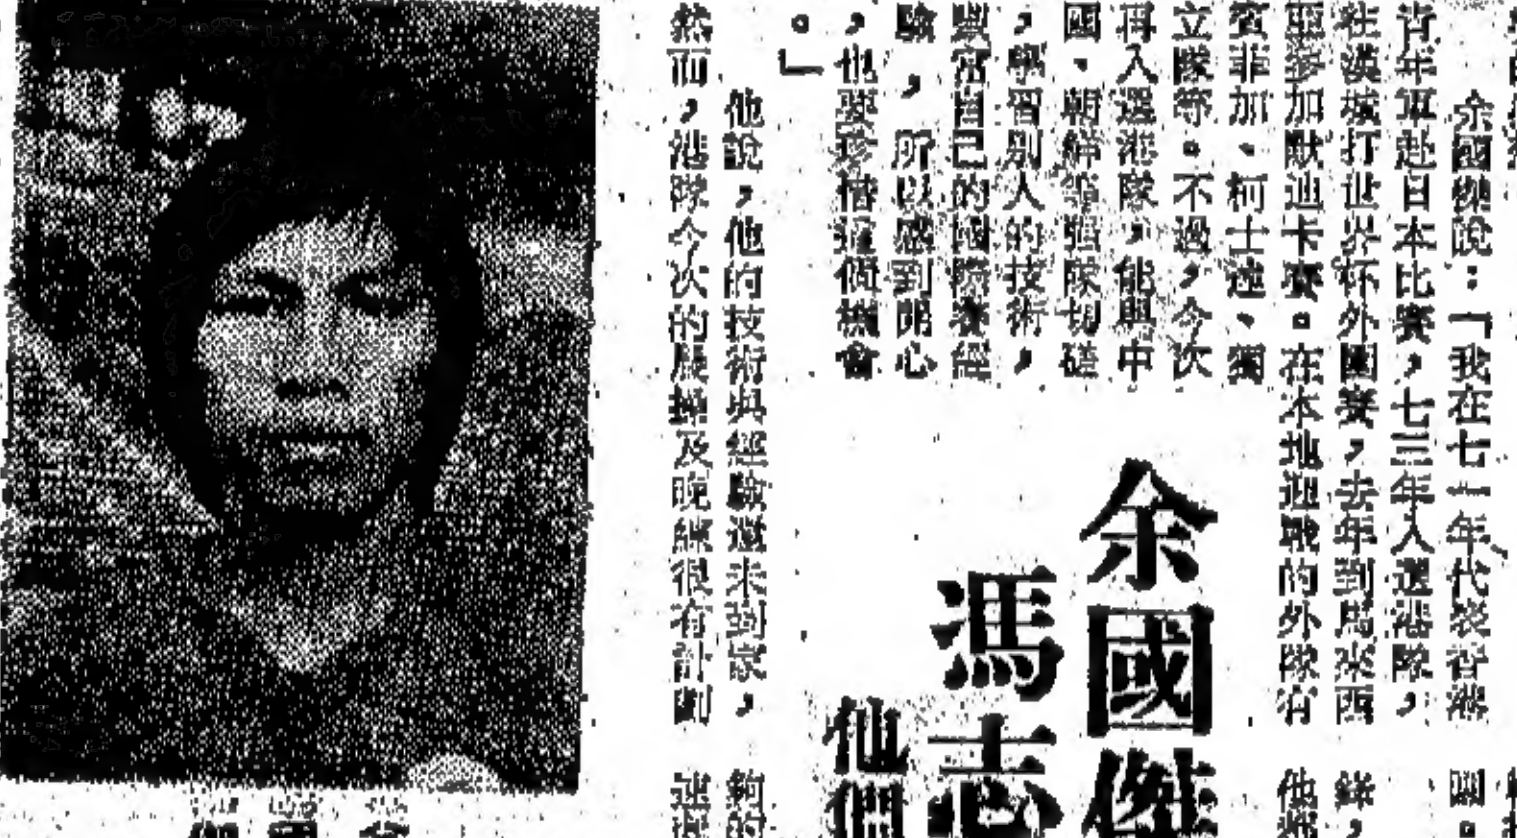 余國傑說:「我在七一年代表香港
青年軍赴日本比賽,七三年入選港隊,
往漢城打世界杯外圍賽,去年到馬來西
亞參加默迪卡賽。在本地迎戰的外隊有
賓菲加、柯士達、獨
立隊等。不過,今次
再入選港隊,能與中
國、朝鮮等強隊切磋
,學習別人的技術,
豐富自己的國際賽經
驗,所以感到開心
,也要珍惜這個機會
。」
他說,他的技術與經驗還未到家,
然而,港隊今次的晨操及晚練很有計劃
余國傑
馮志
他們